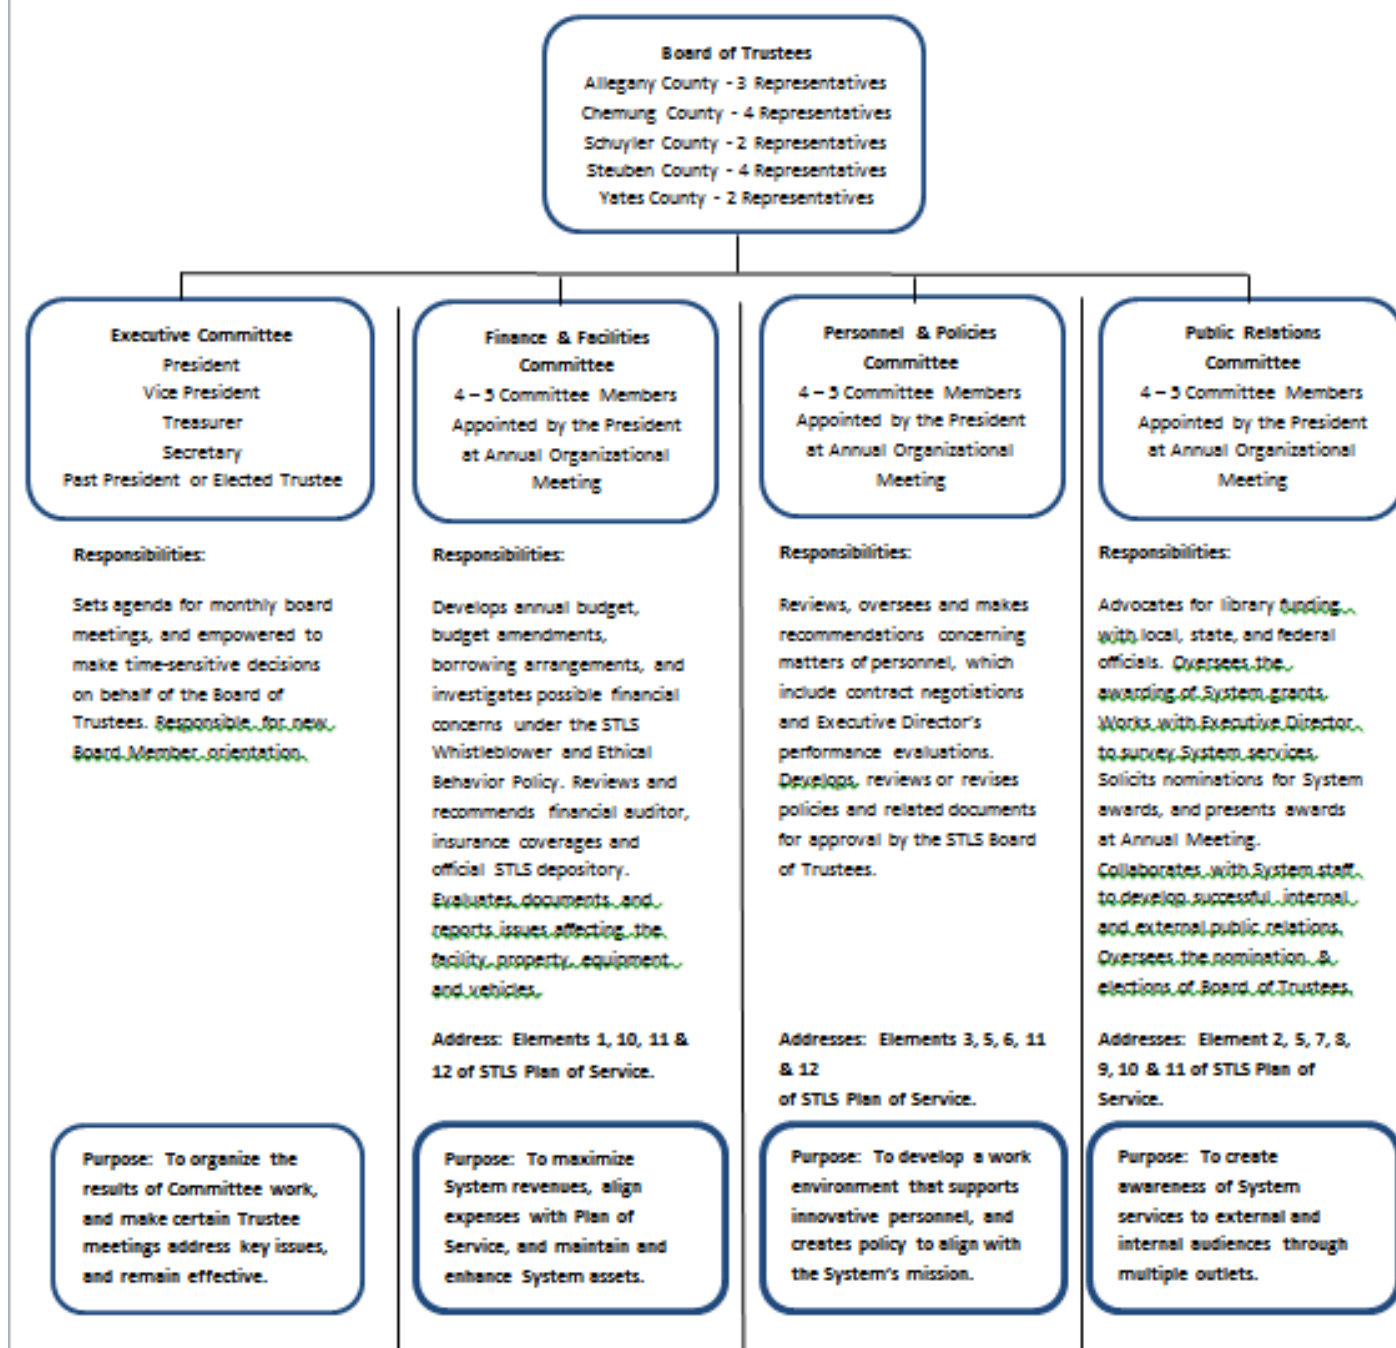 Board of Trustees
Allegany County - 3 Representatives
Chemung County - 4 Representatives
Schuyler County - 2 Representatives
Steuben County - 4 Representatives
Yates County - 2 Representatives
Executive Committee
President
Vice President
Treasurer
Secretary
Past President or Elected Trustee
Responsibilities:
Sets agenda for monthly board
meetings, and empowered to
make time-sensitive decisions
on behalf of the Board of
Trustees. Responsible for new
Board Member orientation.
Purpose: To organize the
results of Committee work,
and make certain Trustee
meetings address key issues,
and remain effective.
Finance & Facilities
Committee
4 – 5 Committee Members
Appointed by the President
at Annual Organizational
Meeting
Responsibilities:
Develops annual budget,
budget amendments,
borrowing arrangements, and
investigates possible financial
concerns under the STLS
Whistleblower and Ethical
Behavior Policy. Reviews and
recommends financial auditor,
insurance coverages and
official STLS depository.
Evaluates, documents, and
reports issues affecting the
facility, property, equipment
and vehicles.
Address: Elements 1, 10, 11 &
12 of STLS Plan of Service.
Purpose: To maximize
System revenues, align
expenses with Plan of
Service, and maintain and
enhance System assets.
Personnel & Policies
Committee
4 – 5 Committee Members
Appointed by the President
at Annual Organizational
Meeting
Responsibilities:
Reviews, oversees and makes
recommendations concerning
matters of personnel, which
include contract negotiations
and Executive Director's
performance evaluations.
Develops, reviews or revises
policies and related documents
for approval by the STLS Board
of Trustees.
Addresses: Elements 3, 5, 6, 11
& 12
of STLS Plan of Service.
Purpose: To develop a work
environment that supports
innovative personnel, and
creates policy to align with
the System's mission.
Public Relations
Committee
4 – 5 Committee Members
Appointed by the President
at Annual Organizational
Meeting
Responsibilities:
Advocates for library funding
with local, state, and federal
officials. Oversees the
awarding of System grants.
Works with Executive Director
to survey System services.
Solicits nominations for System
awards, and presents awards
at Annual Meeting.
Collaborates with System staff
to develop successful internal
and external public relations.
Oversees the nomination &
elections of Board of Trustees.
Addresses: Element 2, 5, 7, 8,
9, 10 & 11 of STLS Plan of
Service.
Purpose: To create
awareness of System
services to external and
internal audiences through
multiple outlets.